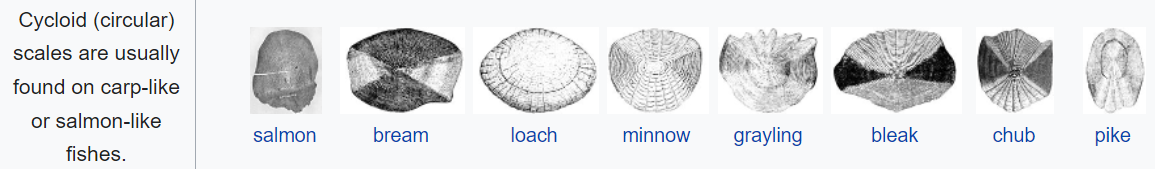 Cycloid (circular)
scales are usually
found on carp-like
or salmon-like
fishes.
salmon bream loach minnow grayling bleak chub pike